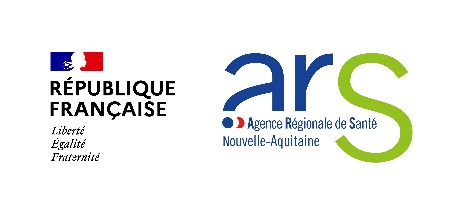 RÉPUBLIQUE
FRANÇAISE
Liberté
Égalité
Fraternité
ars
Agence Régionale de Santé
Nouvelle-Aquitaine